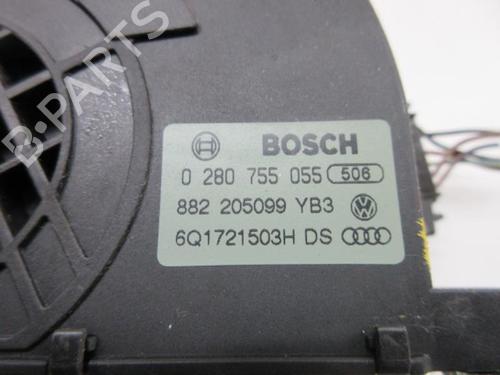 BOSCH
0 280 755 055 506
882 205099 YB3
6Q1721503H DS
B-PARTS